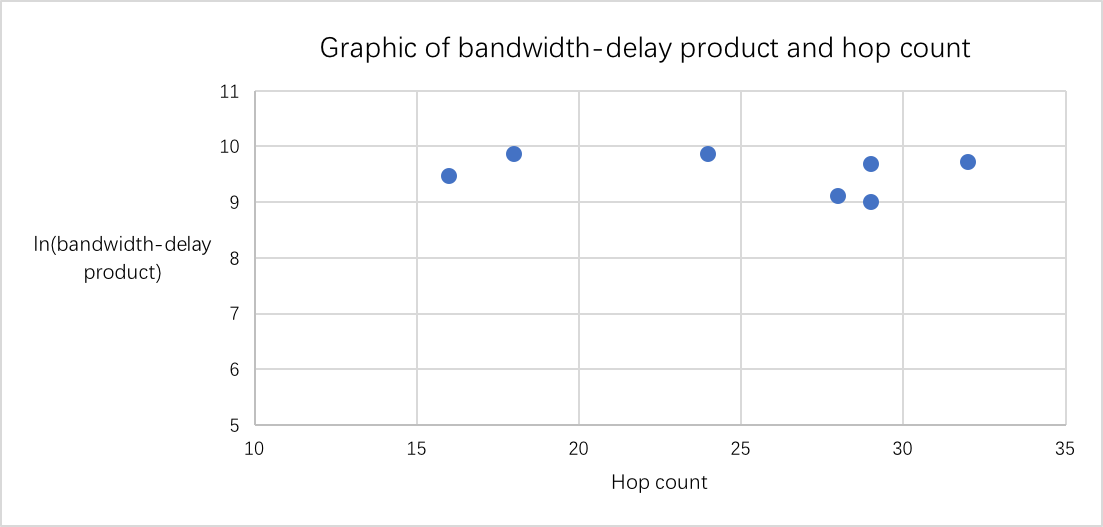 Graphic of bandwidth-delay product and hop count
11
10
9
ln(bandwidth-delay
product)
8
7
6
5
10 15 20 25 30 35
Hop count